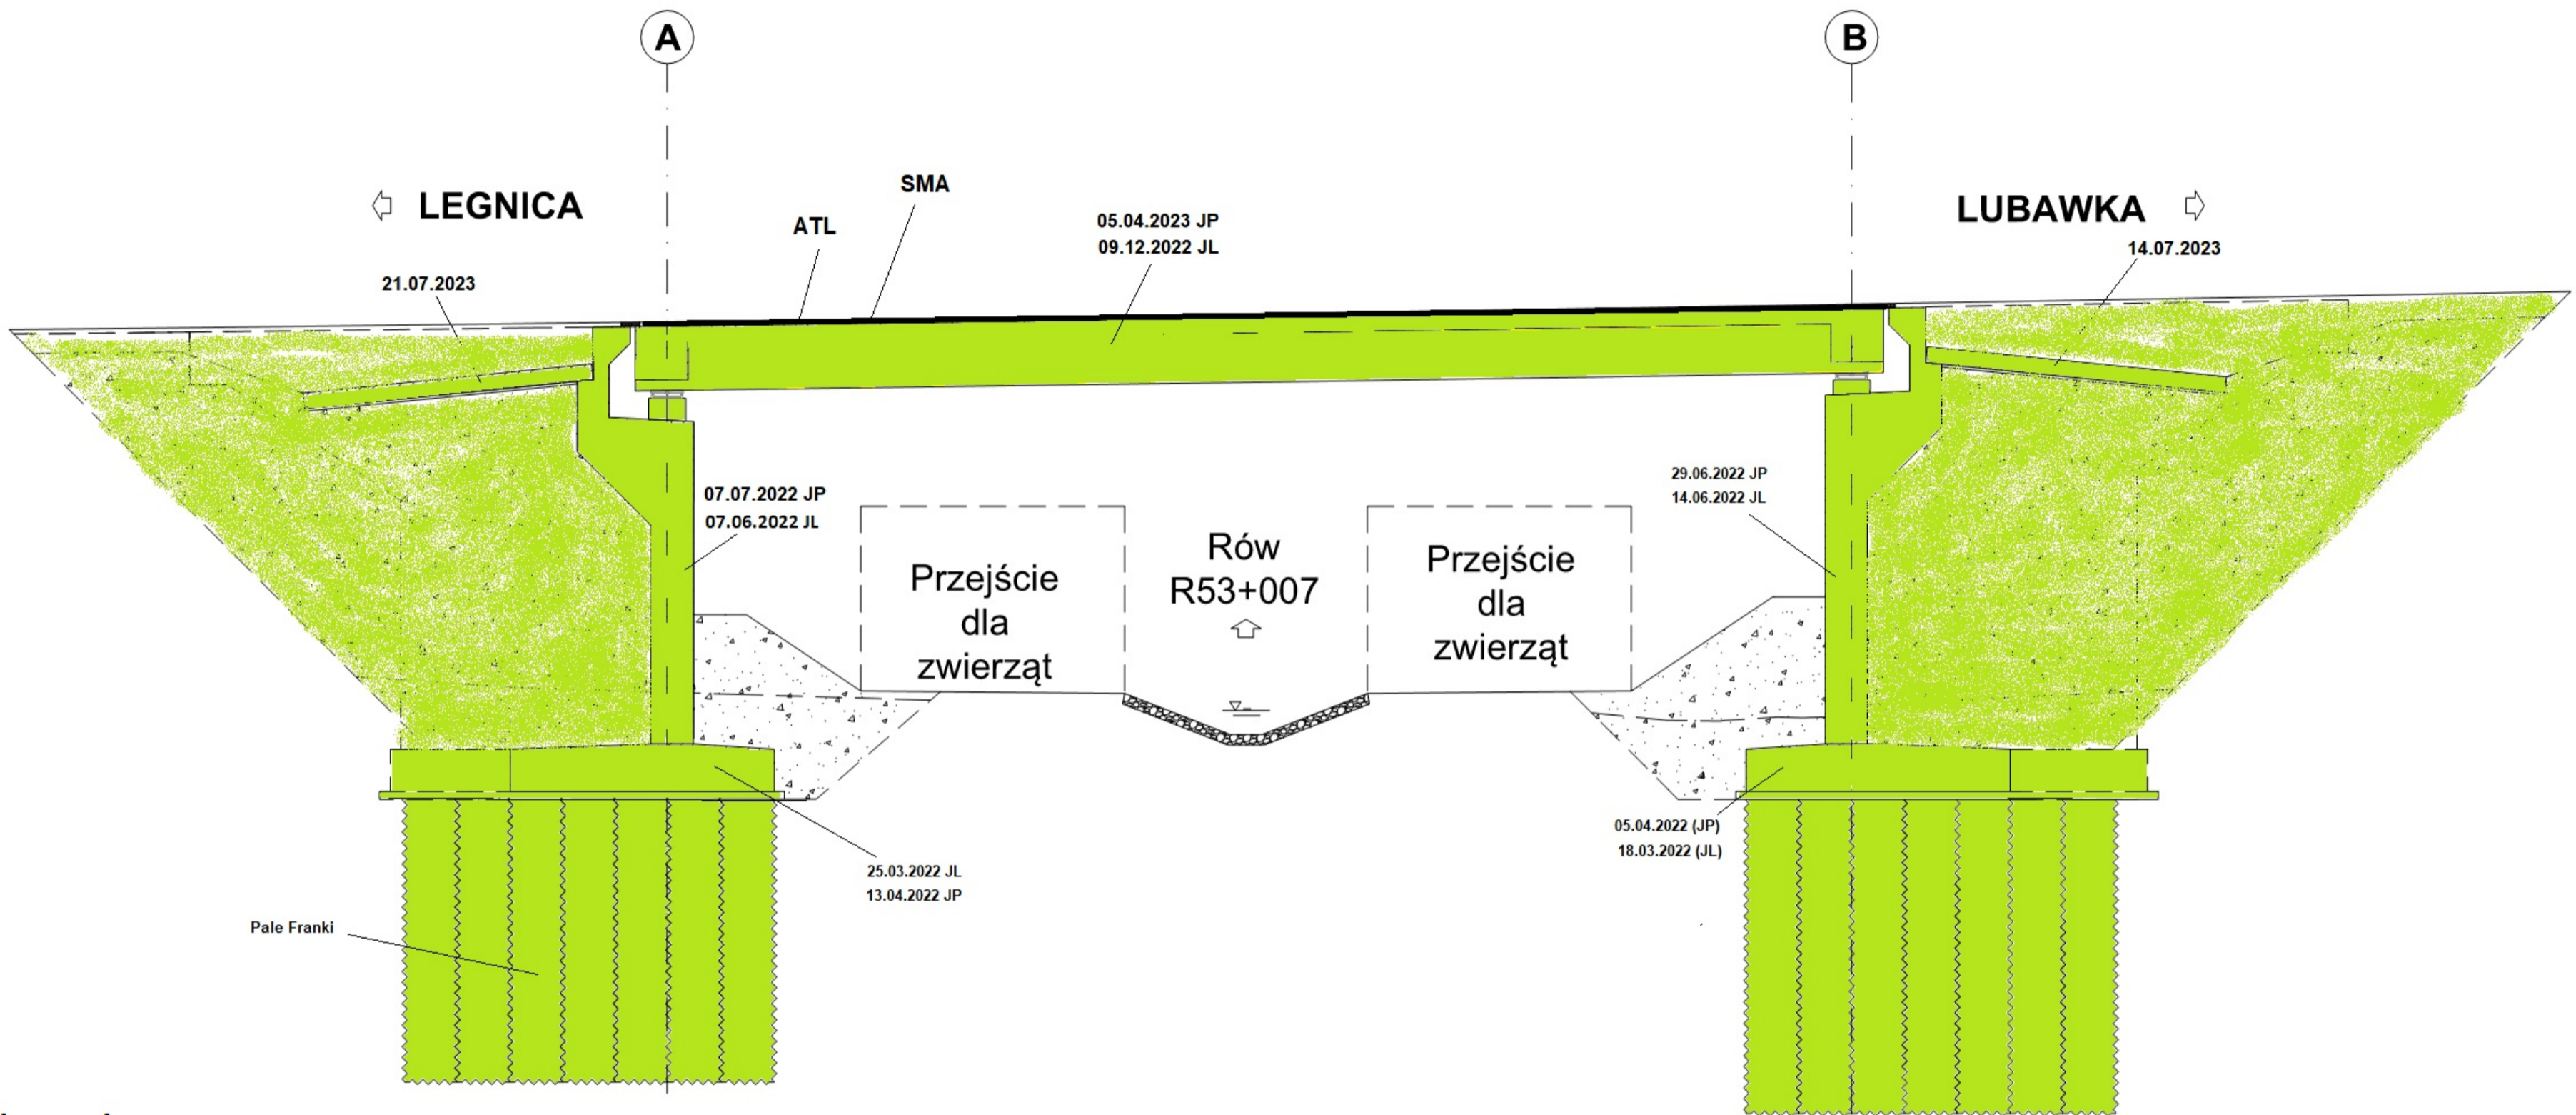 A
B
LEGNICA
LUBAWKA
SMA
ATL
05.04.2023 JP
09.12.2022 JL
14.07.2023
21.07.2023
07.07.2022 JP
07.06.2022 JL
29.06.2022 JP
14.06.2022 JL
Przejście
dla
zwierząt
Rów
R53+007
Przejście
dla
zwierząt
25.03.2022 JL
13.04.2022 JP
05.04.2022 (JP)
18.03.2022 (JL)
Pale Franki